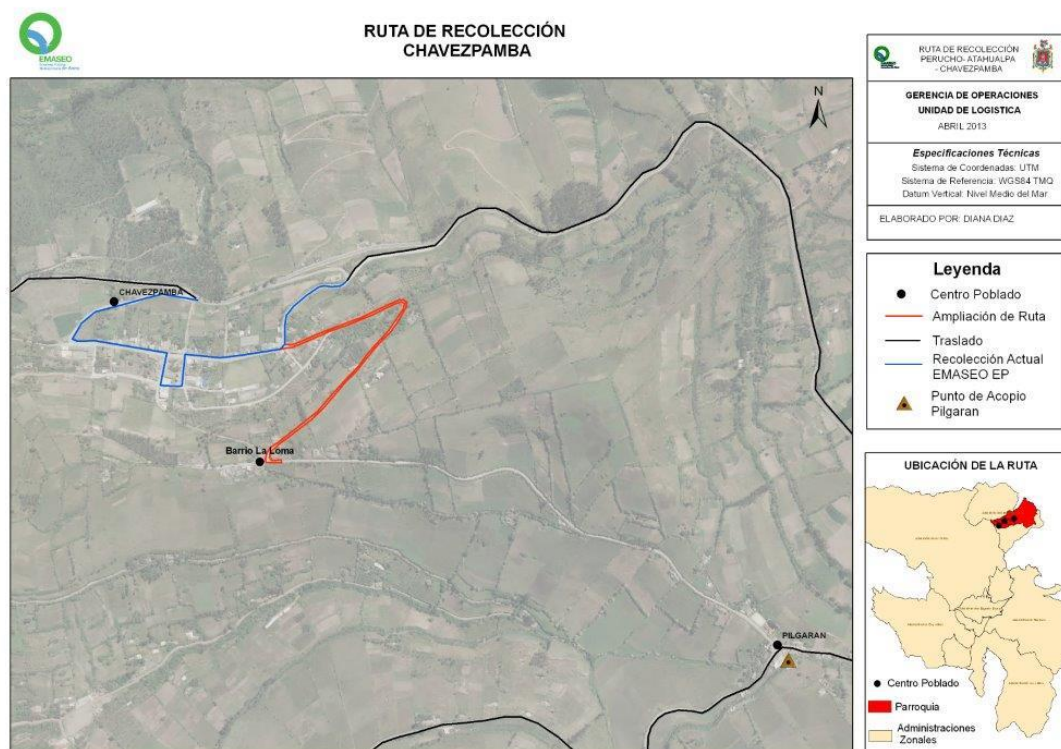 EMASEO
RUTA DE RECOLECCIÓN
CHAVEZPAMBA
N
CHAVEZPAMBA
Barrio La Loma
PILGARAN
RUTA DE RECOLECCIÓN
PERUCHO- ATAHUALPA
- CHAVEZPAMBA
GERENCIA DE OPERACIONES
UNIDAD DE LOGISTICA
ABRIL 2013
Especificaciones Técnicas
Sistema de Coordenadas: UTM
Sistema de Referencia: WGS84 TMQ
Datum Vertical: Nivel Medio del Mar
ELABORADO POR: DIANA DIAZ
Leyenda
Centro Poblado
Ampliación de Ruta
Traslado
Recolección Actual
EMASEO EP
Punto de Acopio
Pilgaran
UBICACIÓN DE LA RUTA
Centro Poblado
Parroquia
Administraciones
Zonales